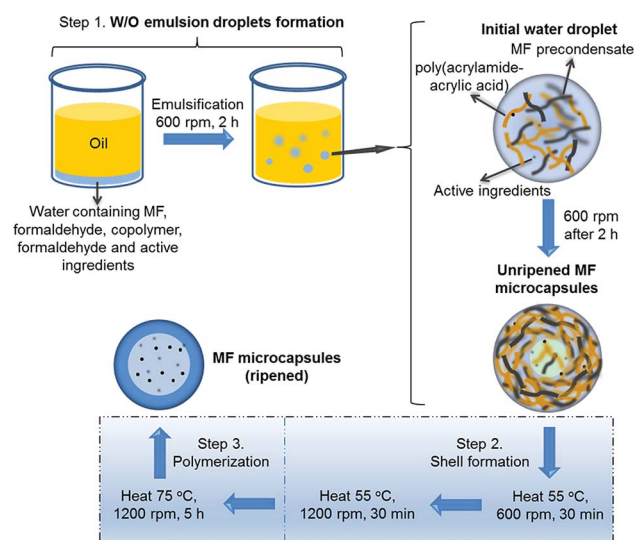 Step 1. W/O emulsion droplets formation
Oil
Emulsification
600 rpm, 2 h
Water containing MF,
formaldehyde, copolymer,
formaldehyde and active
ingredients
Initial water droplet
MF precondensate
poly(acrylamide-
acrylic acid)
Active ingredients
600 rpm
after 2 h
Unripened MF
microcapsules
MF microcapsules
(ripened)
Step 2.
Shell formation
Heat 55 °C,
600 rpm, 30 min
Heat 55 °C,
1200 rpm, 30 min
Step 3.
Polymerization
Heat 75 °C,
1200 rpm, 5 h